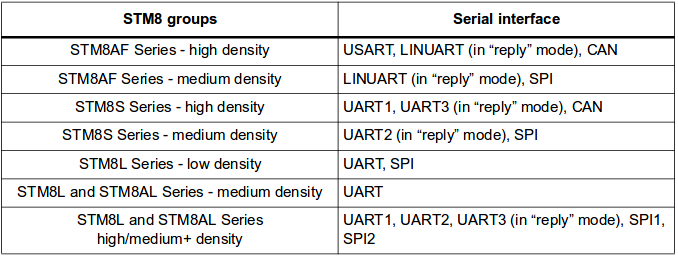 STM8 groups Serial interface
STM8AF Series - high density USART, LINUART (in “reply” mode), CAN
STM8AF Series - medium density LINUART (in “reply” mode), SPI
STM8S Series - high density UART1, UART3 (in “reply” mode), CAN
STM8S Series - medium density UART2 (in “reply” mode), SPI
STM8L Series - low density UART, SPI
STM8L and STM8AL Series - medium density UART
STM8L and STM8AL Series
high/medium+ density
UART1, UART2, UART3 (in “reply” mode), SPI1,
SPI2